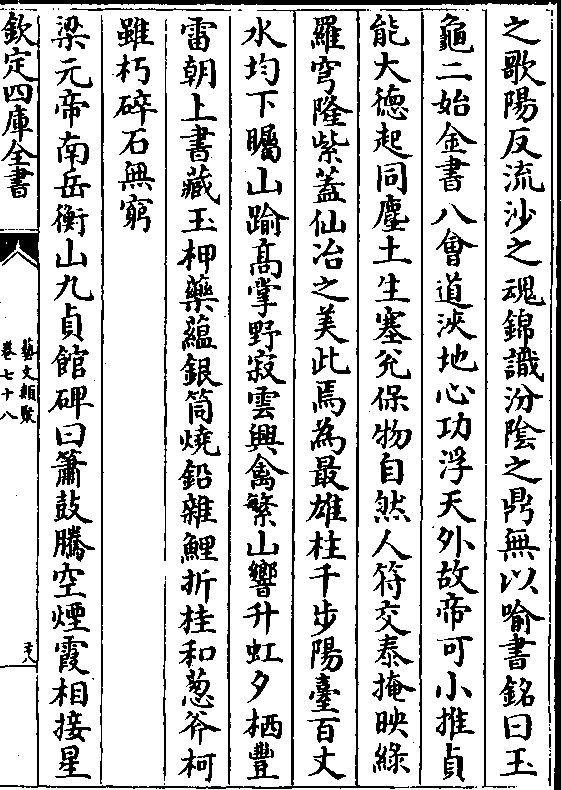 之歌陽反流沙之魂錦識汾陰之鼎無以喻書銘曰玉
龜二始金書八會道浹地心功浮天外故帝可小推貞
能大德起同塵土生塞兊保物自然人符交泰掩映綠
羅穹隆紫蓋仙冶之美此焉為最雄柱千步陽臺百丈
水均下矚山踰髙掌野寂雲興禽繁山響升虹夕栖豐
雷朝上書藏玉柙藥蘊銀筒燒鉛雜鯉折桂和葱斧柯
雖朽碎石無窮
梁元帝南岳衡山九貞館碑曰簫鼓騰空煙霞相接星
欽定四庫全書
藝文類聚
卷七十八